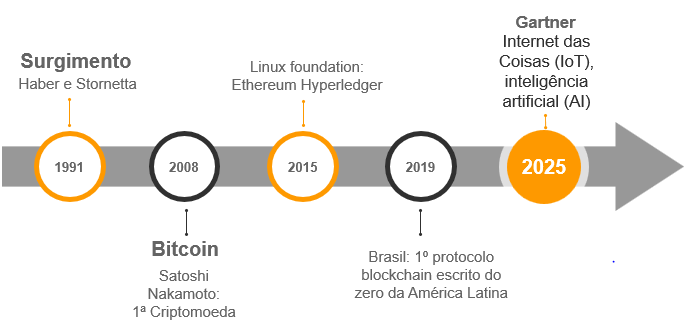 Surgimento
Haber e Stornetta
1991
2008
Bitcoin
Satoshi
Nakamoto:
1ª Criptomoeda
Linux foundation:
Ethereum Hyperledger
2015
2019
Brasil: 1º protocolo
blockchain escrito do
zero da América Latina
Gartner
Internet das
Coisas (IoT),
inteligência
artificial (AI)
2025
.